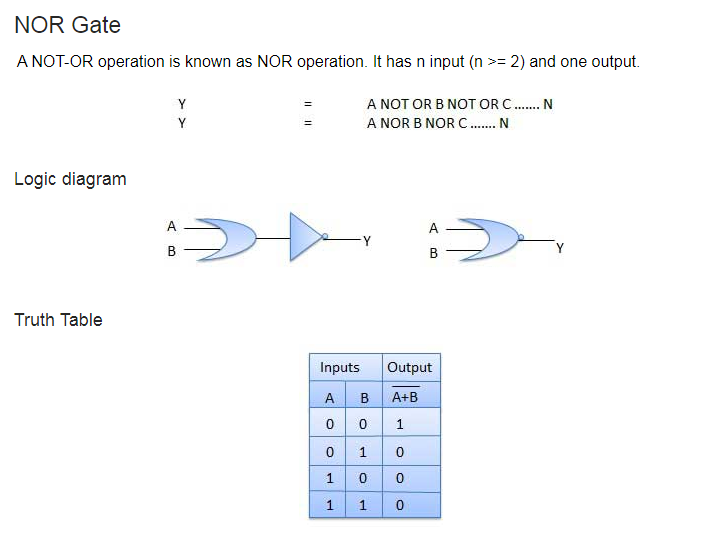 NOR Gate
A NOT-OR operation is known as NOR operation. It has n input (n >= 2) and one output.
Y = A NOT OR B NOT OR C ....... N
Y = A NOR B NOR C ....... N
Logic diagram
A
B
Y
A
B
Y
Truth Table
Inputs Output
A B A+B
0 0 1
0 1 0
1 0 0
1 1 0